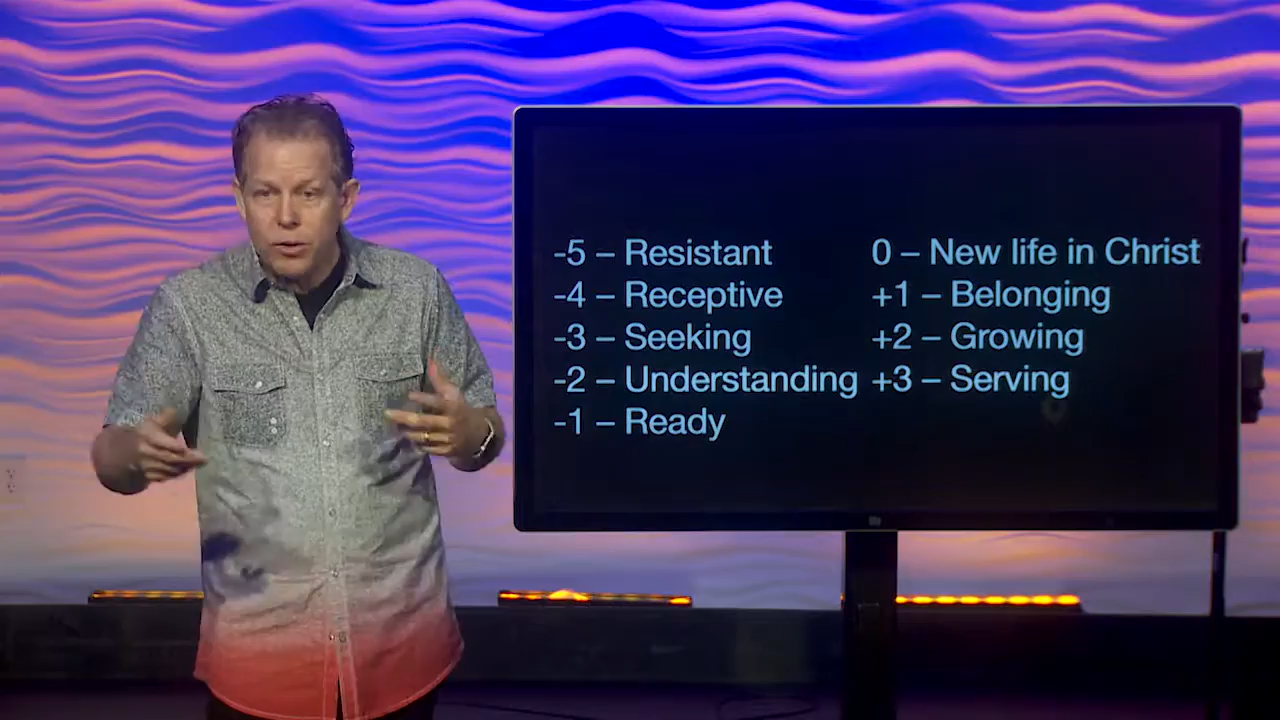 -5 – Resistant
-4 – Receptive
-3 – Seeking
-2 – Understanding
-1 – Ready
0 – New life in Christ
+1 – Belonging
+2 – Growing
+3 – Serving